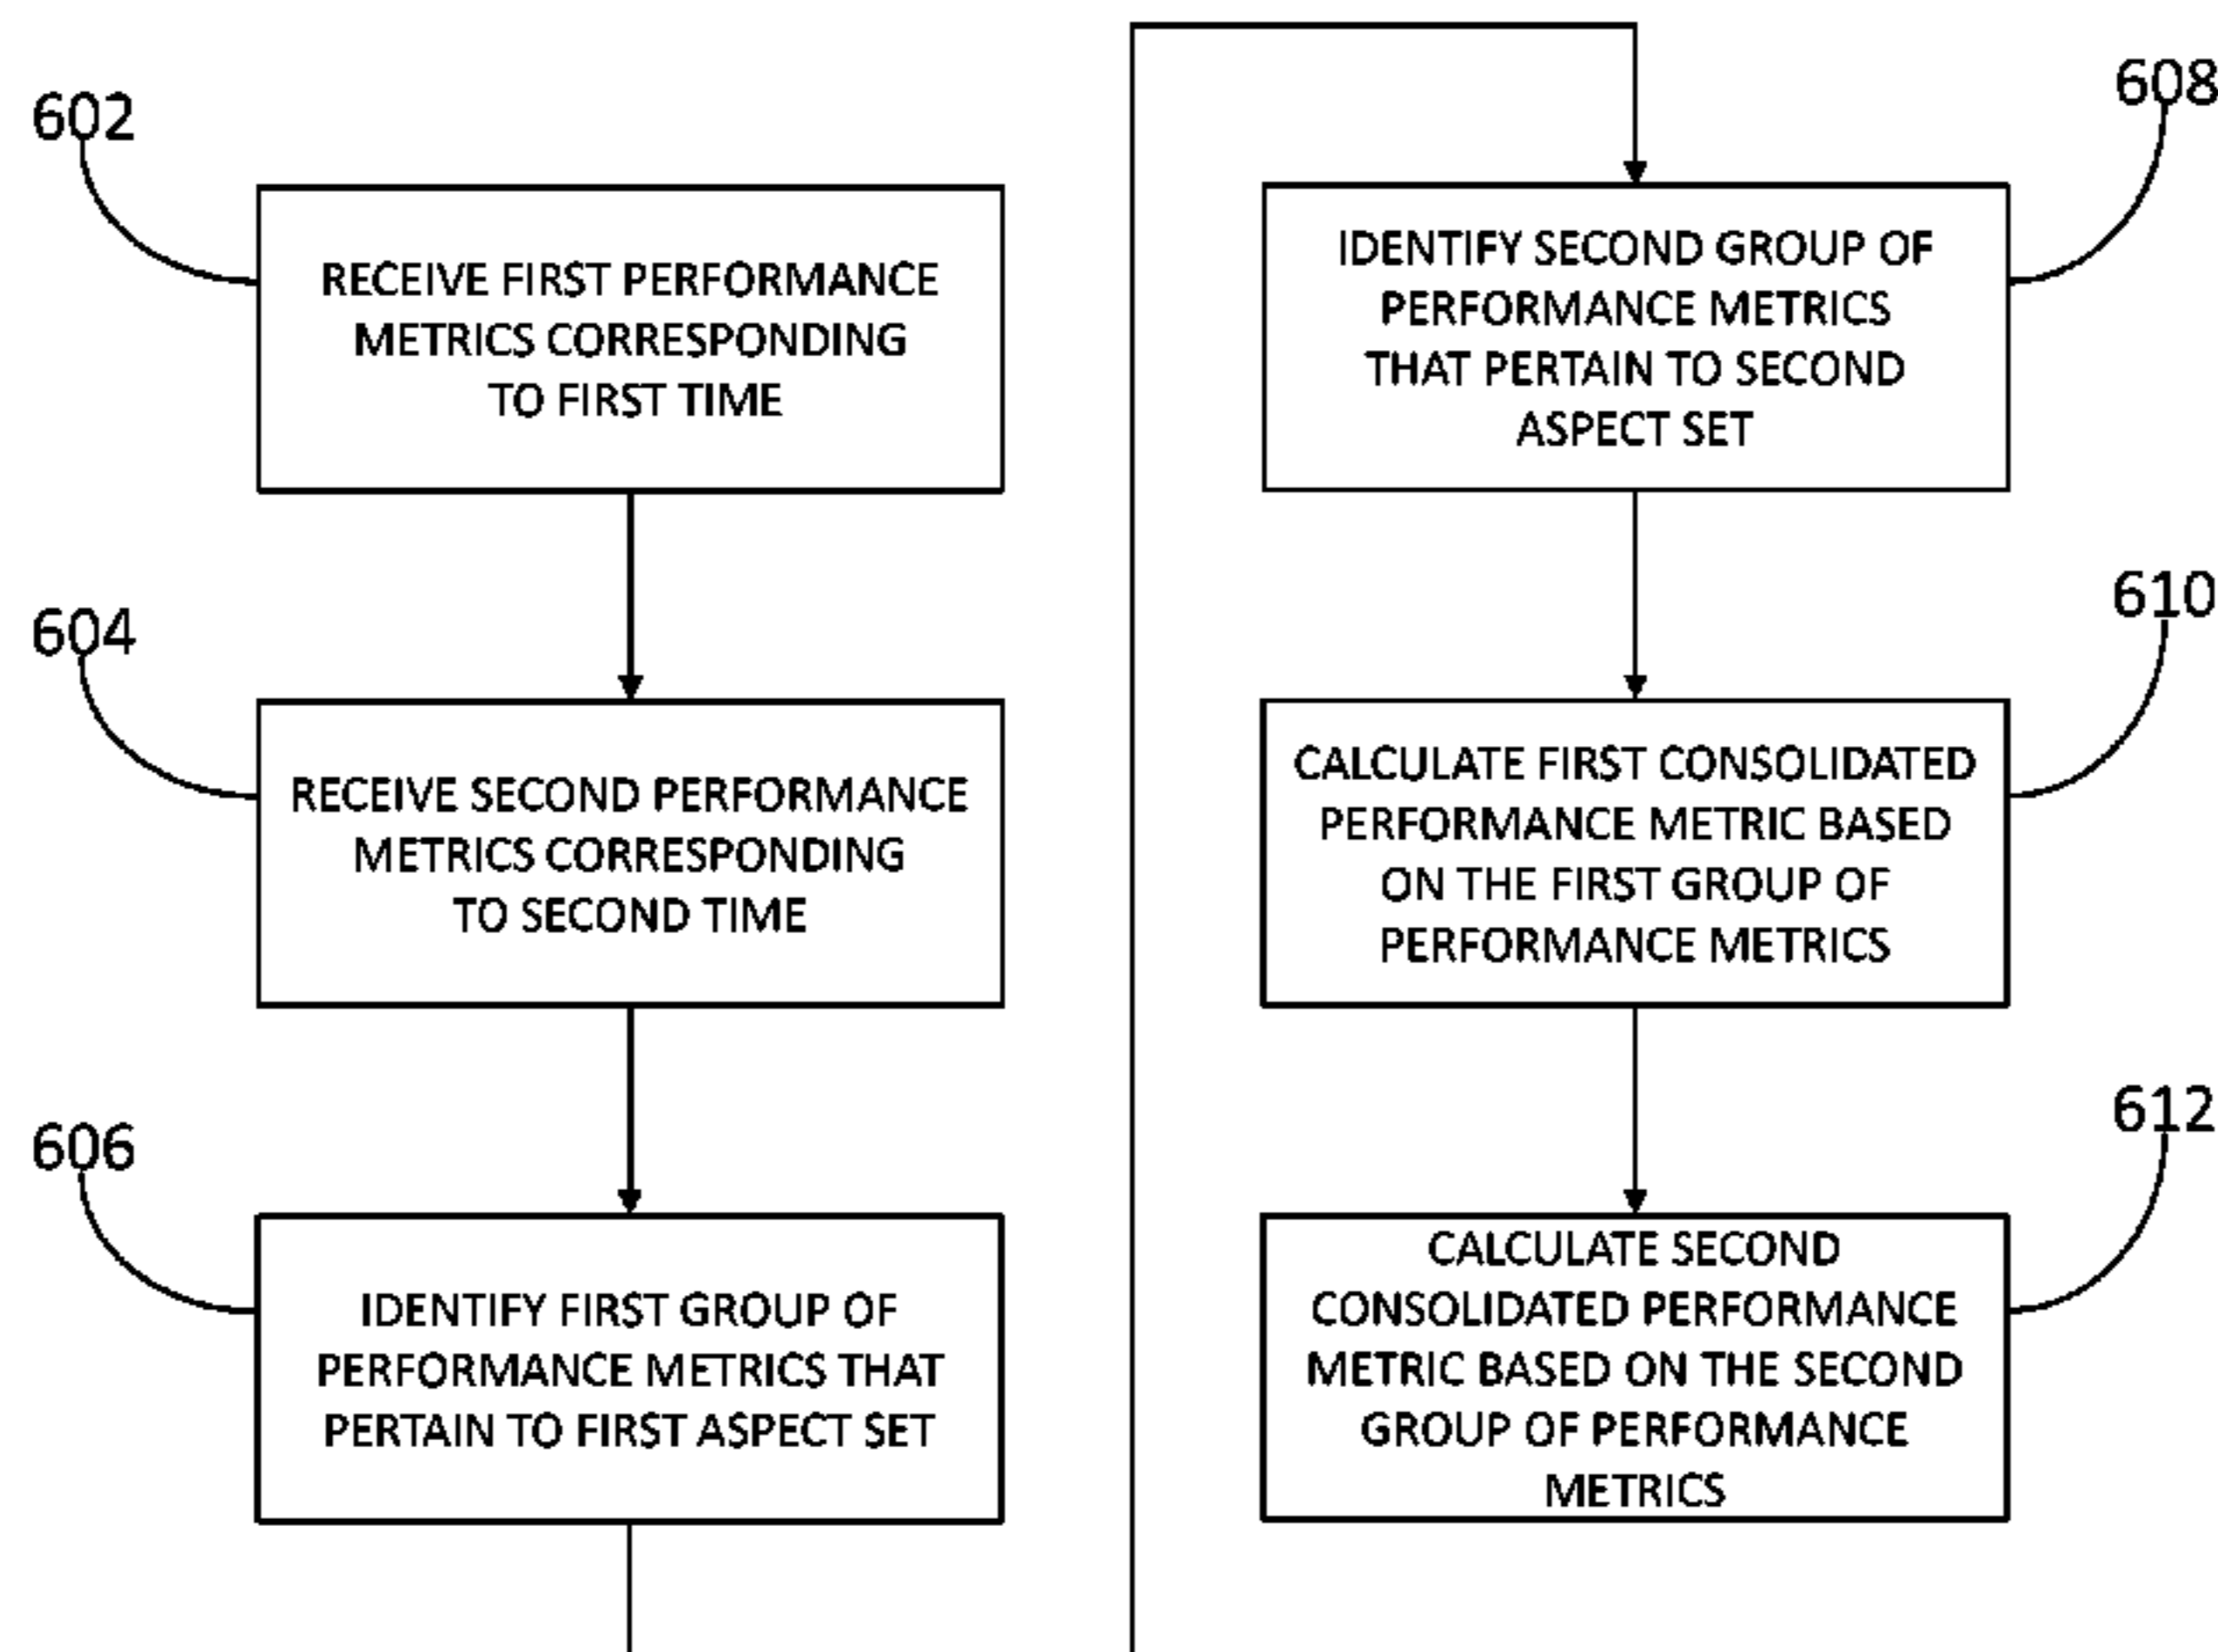 602
RECEIVE FIRST PERFORMANCE
METRICS CORRESPONDING
TO FIRST TIME
604
RECEIVE SECOND PERFORMANCE
METRICS CORRESPONDING
TO SECOND TIME
606
IDENTIFY FIRST GROUP OF
PERFORMANCE METRICS THAT
PERTAIN TO FIRST ASPECT SET
608
IDENTIFY SECOND GROUP OF
PERFORMANCE METRICS
THAT PERTAIN TO SECOND
ASPECT SET
610
CALCULATE FIRST CONSOLIDATED
PERFORMANCE METRIC BASED
ON THE FIRST GROUP OF
PERFORMANCE METRICS
612
CALCULATE SECOND
CONSOLIDATED PERFORMANCE
METRIC BASED ON THE SECOND
GROUP OF PERFORMANCE
METRICS